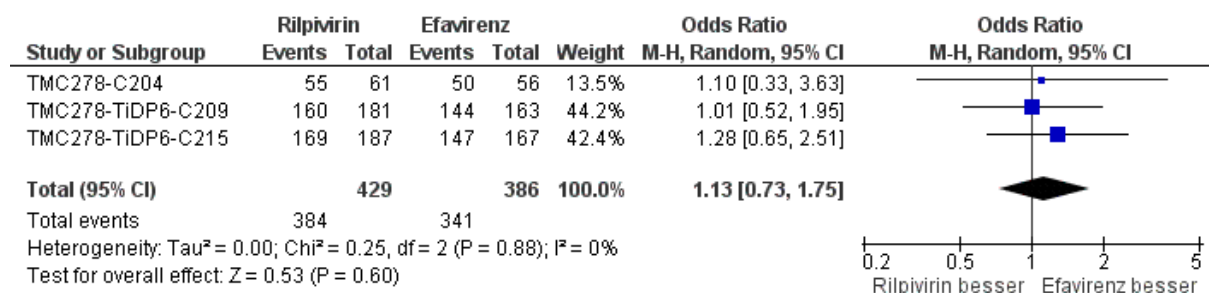 Rilpivirin Efavirenz Odds Ratio Odds Ratio
Study or Subgroup Events Total Events Total Weight M-H, Random, 95% CI M-H, Random, 95% CI
TMC278-C204 55 61 50 56 13.5% 1.10 [0.33, 3.63]
TMC278-TiDP6-C209 160 181 144 163 44.2% 1.01 [0.52, 1.95]
TMC278-TiDP6-C215 169 187 147 167 42.4% 1.28 [0.65, 2.51]
Total (95% CI) 429 386 100.0% 1.13 [0.73, 1.75]
Total events 384 341
Heterogeneity: Tau² = 0.00; Chi² = 0.25, df = 2 (P = 0.88); I² = 0%
Test for overall effect: Z = 0.53 (P = 0.60)
0.2 0.5 1 2 5
Rilpivirin besser Efavirenz besser